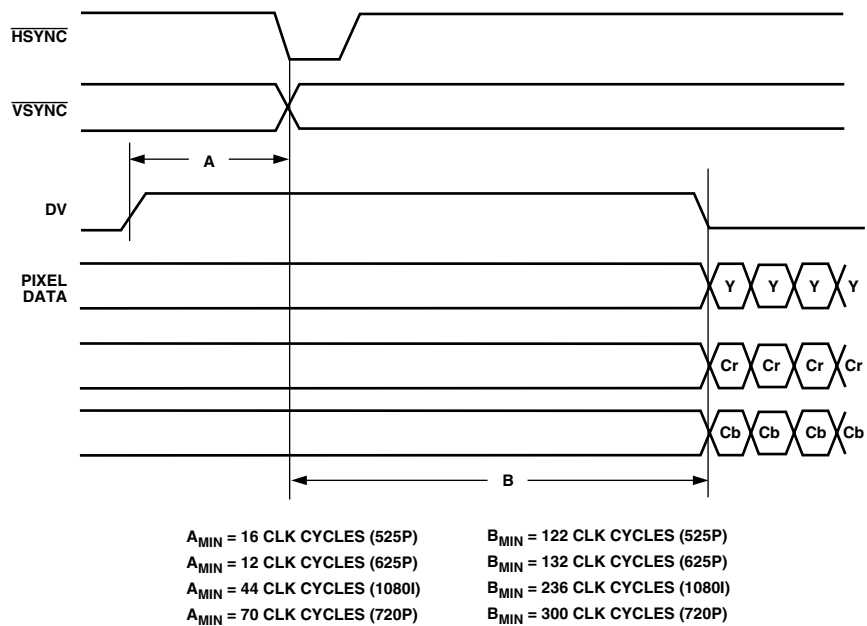 HSYNC
VSYNC
A
DV
PIXEL
DATA
Y Y Y Y
Cr Cr Cr Cr
Cb Cb Cb Cb
B
AMIN = 16 CLK CYCLES (525P)
AMIN = 12 CLK CYCLES (625P)
AMIN = 44 CLK CYCLES (1080I)
AMIN = 70 CLK CYCLES (720P)
BMIN = 122 CLK CYCLES (525P)
BMIN = 132 CLK CYCLES (625P)
BMIN = 236 CLK CYCLES (1080I)
BMIN = 300 CLK CYCLES (720P)